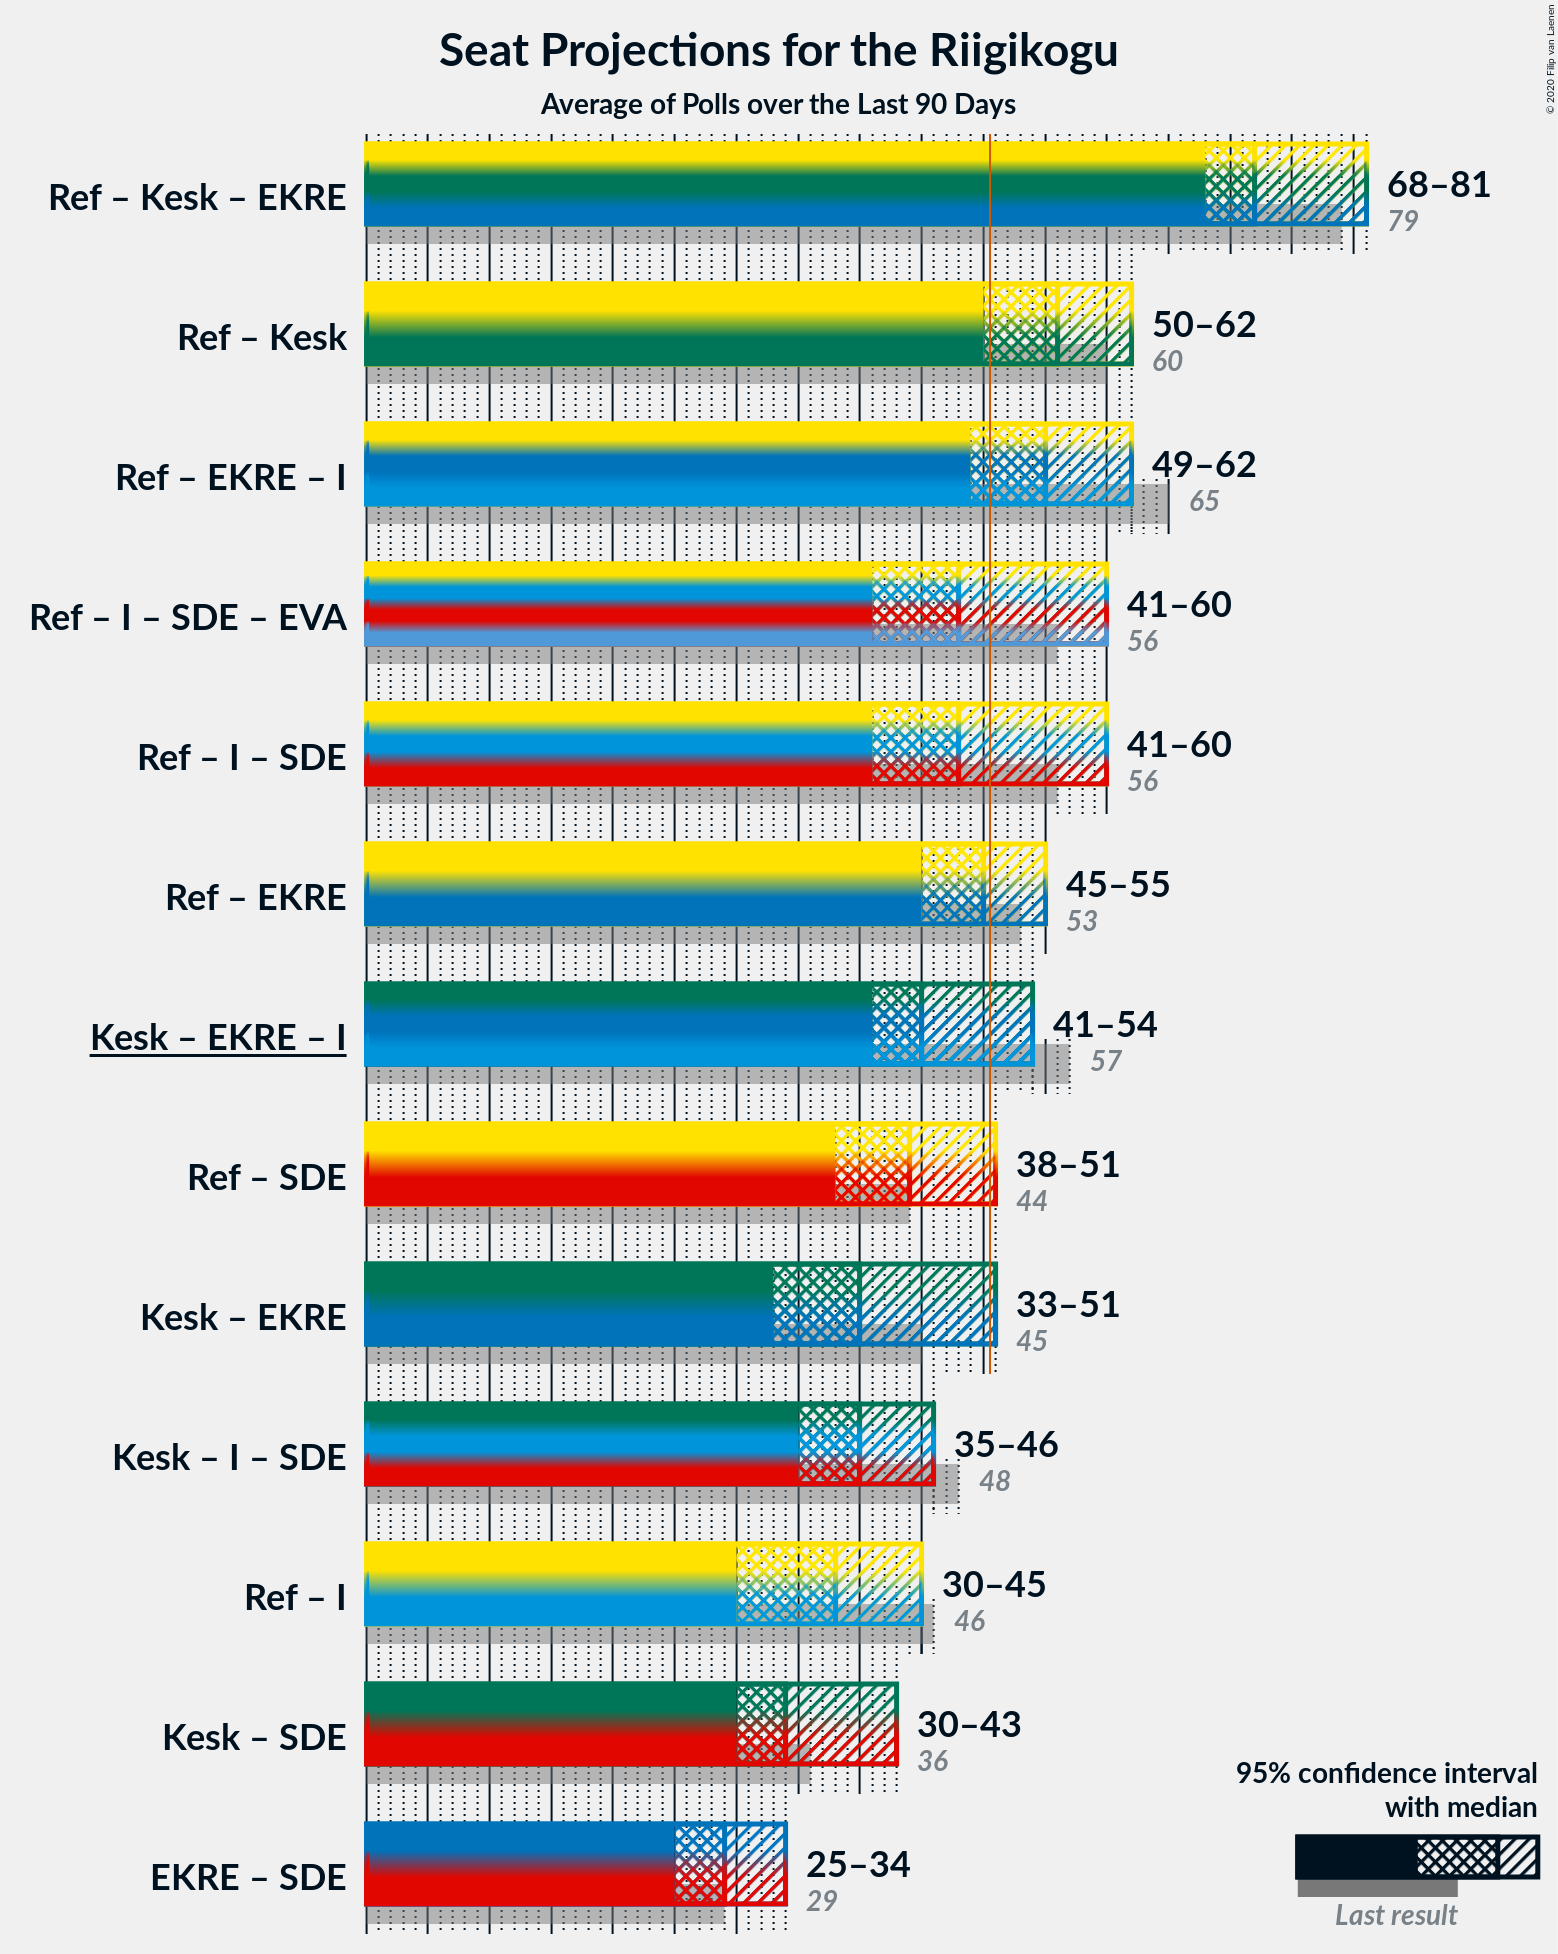 Seat Projections for the Riigikogu
Average of Polls over the Last 90 Days
© 2020 Filip van Laenen
Ref – Kesk – EKRE
68–81
79
Ref – Kesk
50–62
60
Ref – EKRE – I
49–62
65
Ref – I – SDE – EVA
41–60
56
Ref – I – SDE
41–60
56
Ref – EKRE
45–55
53
Kesk – EKRE – I
41–54
57
Ref – SDE
38–51
44
Kesk – EKRE
33–51
45
Kesk – I – SDE
35–46
48
Ref – I
30–45
46
Kesk – SDE
30–43
36
EKRE – SDE
25–34
29
95% confidence interval
with median
Last result